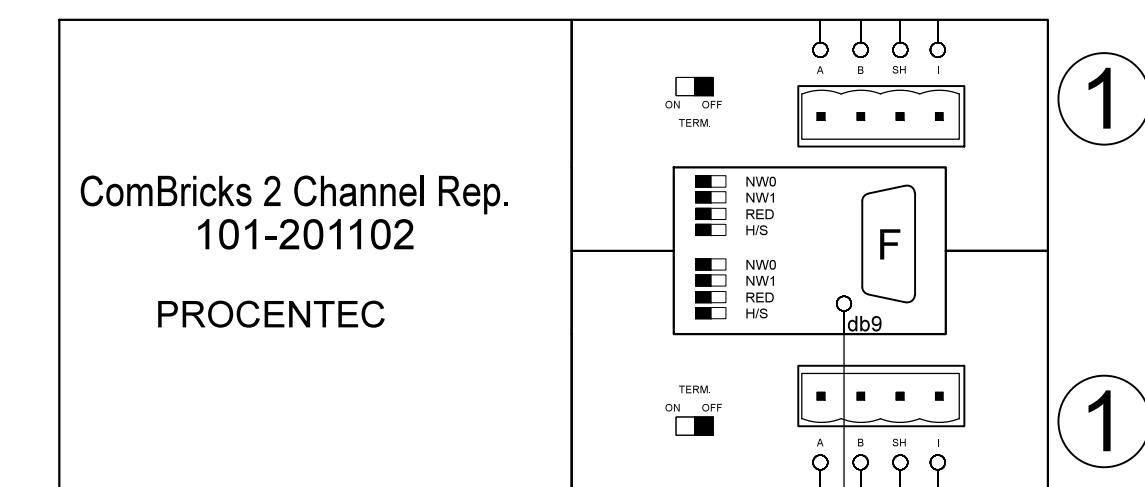 ComBricks 2 Channel Rep.
101-201102
PROCENTEC
A B SH I
ON OFF
TERM.
1
NW0
NW1
RED
H/S
NW0
NW1
RED
H/S
F
db9
TERM.
ON OFF
A B SH I
1